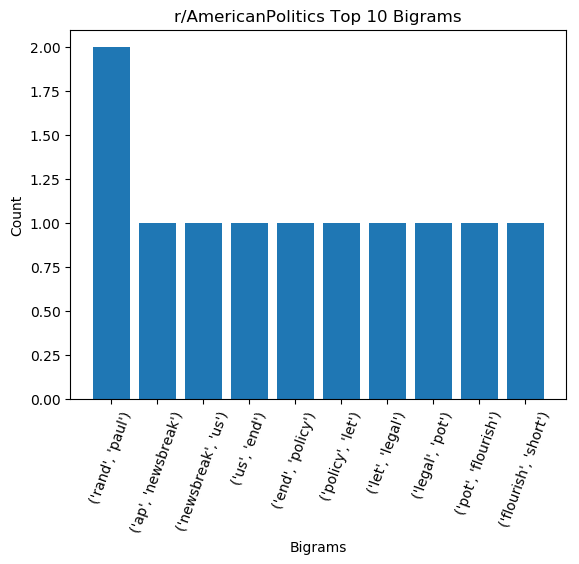 r/AmericanPolitics Top 10 Bigrams
2.00
1.75
1.50
1.25
1.00
0.75
0.50
0.25
0.00
Count
('rand', 'paul')
('ap', 'newsbreak')
('newsbreak', 'us')
('us', 'end')
('end', 'policy')
('policy', 'let')
('let', 'legal')
('legal', 'pot')
('pot', 'flourish')
('flourish', 'short')
Bigrams